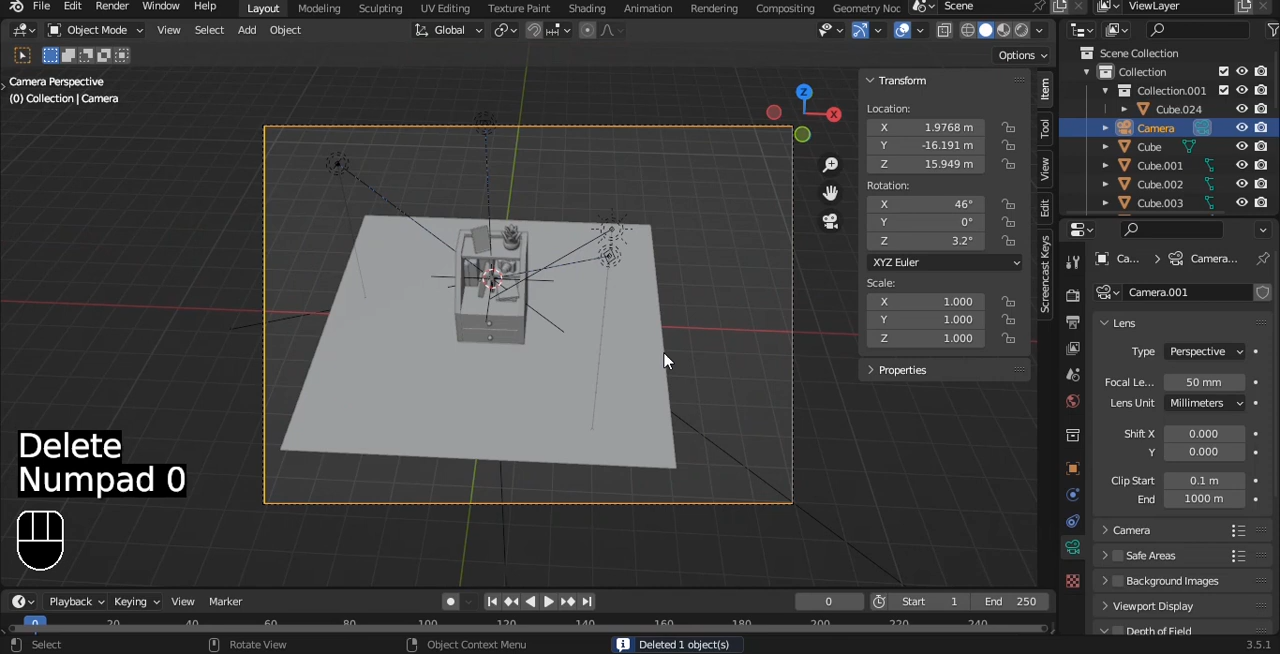 File Edit Render Window Help Layout Modeling Sculpting UV Editing Texture Paint Shading Animation Rendering Compositing Geometry Noc Scene ViewLayer
Object Mode View Select Add Object Global
Options
Camera Perspective
(0) Collection | Camera
Z
X
Transform
Location:
X 1.9768 m
Y -16.191 m
Z 15.949 m
Rotation:
X 46°
Y 0°
Z 3.2°
XYZ Euler
Scale:
X 1.000
Y 1.000
Z 1.000
Properties
Item
Tool
View
Edit
Screencast Keys
Scene Collection
Collection
Collection.001
Cube.024
Camera
Cube
Cube.001
Cube.002
Cube.003
Ca... Camera...
Camera.001
Lens
Type Perspective
Focal Le... 50 mm
Lens Unit Millimeters
Shift X 0.000
Y 0.000
Clip Start 0.1 m
End 1000 m
Camera
Safe Areas
Background Images
Viewport Display
Depth of Field
Delete
Numpad 0
Playback Keying View Marker 0 Start 1 End 250
0 20 40 60 80 100 120 140 160 180 200 220 240
Select Rotate View Object Context Menu Deleted 1 object(s) 3.5.1